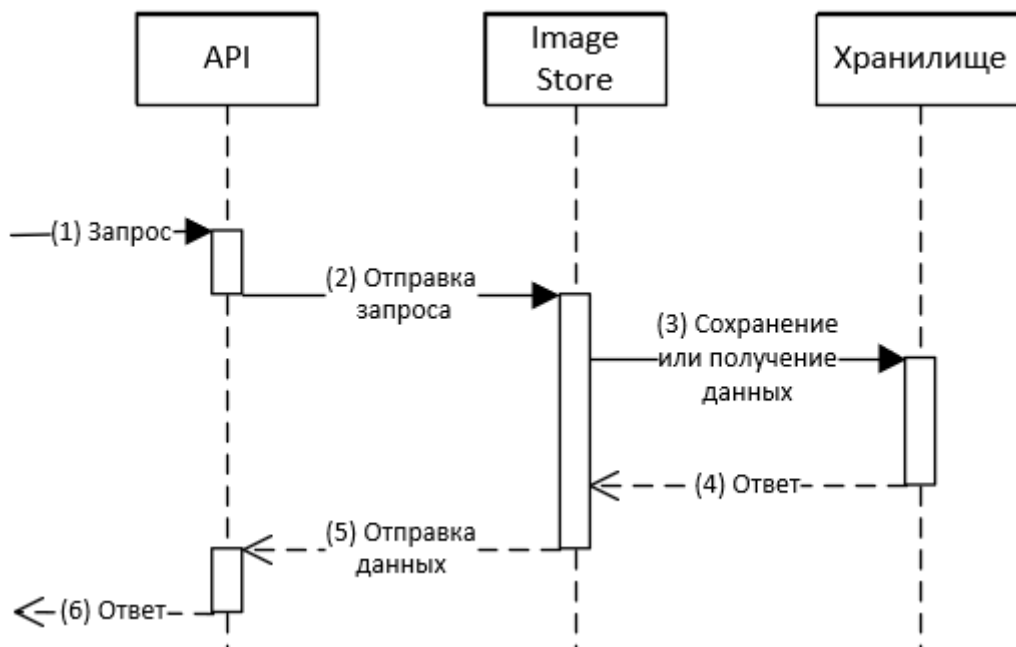 API
Image
Store
Хранилище
(1) Запрос
(2) Отправка
запроса
(3) Сохранение
или получение
данных
(4) Ответ
(5) Отправка
данных
(6) Ответ